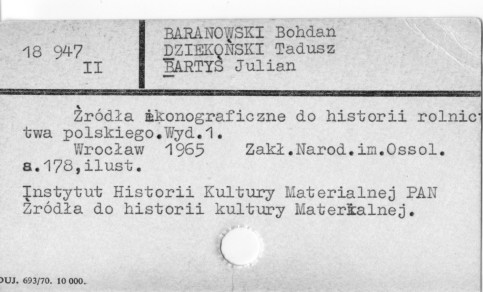 BARANOWSKI Bohdan
18 947 DZIEKOŃSKI Tadusz
II BARTYŚ Julian
Źródła ikonograficzne do historii rolnic
twa polskiego.Wyd.1.
Wrocław 1965 Zakł.Narod.im.Ossol.
s.178,ilust.
Instytut Historii Kultury Materialnej PAN
Źródła do historii kultury Materialnej.
DUJ. 693/70. 10 000.